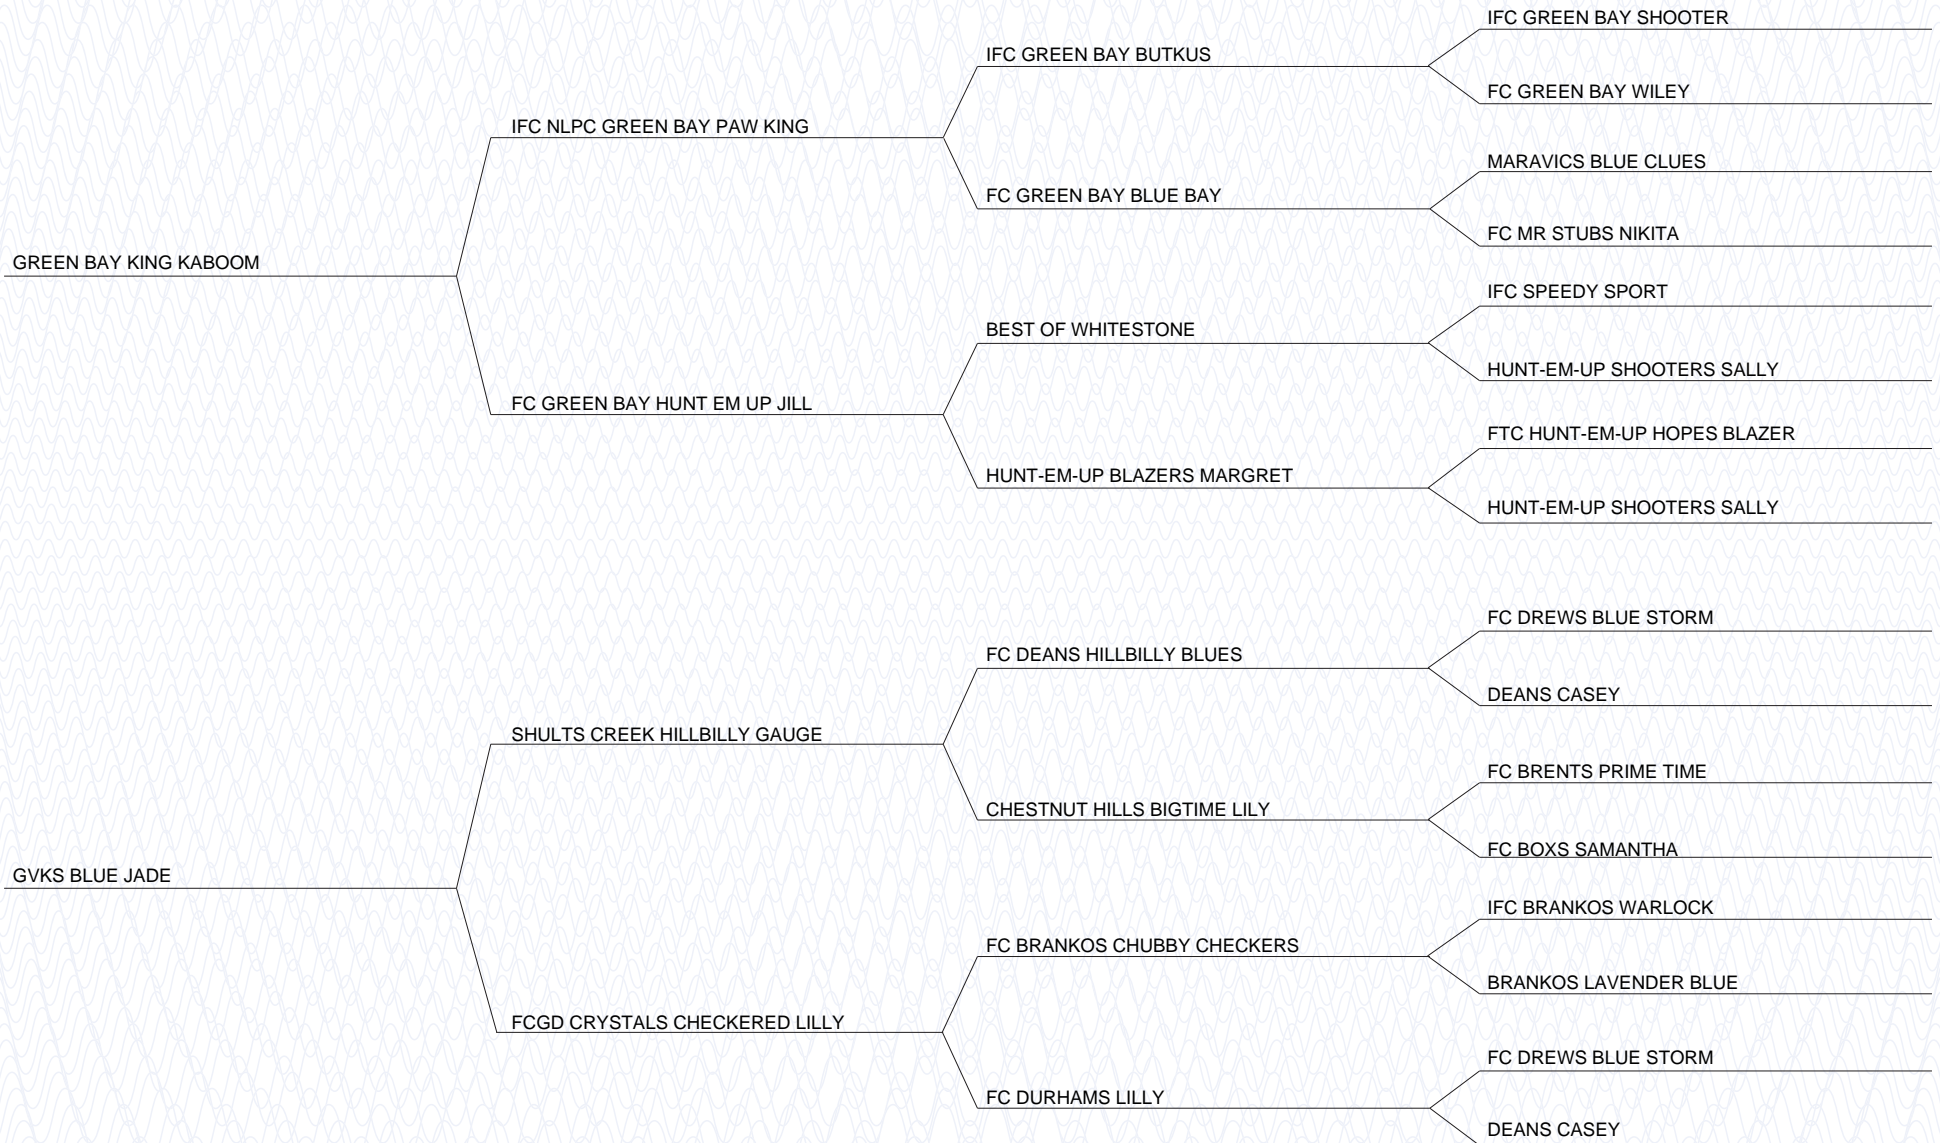 IFC GREEN BAY SHOOTER
IFC GREEN BAY BUTKUS
FC GREEN BAY WILEY
IFC NLPC GREEN BAY PAW KING
MARAVICS BLUE CLUES
FC GREEN BAY BLUE BAY
FC MR STUBS NIKITA
GREEN BAY KING KABOOM
IFC SPEEDY SPORT
BEST OF WHITESTONE
HUNT-EM-UP SHOOTERS SALLY
FC GREEN BAY HUNT EM UP JILL
FTC HUNT-EM-UP HOPES BLAZER
HUNT-EM-UP BLAZERS MARGRET
HUNT-EM-UP SHOOTERS SALLY
FC DREWS BLUE STORM
FC DEANS HILLBILLY BLUES
DEANS CASEY
SHULTS CREEK HILLBILLY GAUGE
FC BRENTS PRIME TIME
CHESTNUT HILLS BIGTIME LILY
FC BOXS SAMANTHA
GVKS BLUE JADE
IFC BRANKOS WARLOCK
FC BRANKOS CHUBBY CHECKERS
BRANKOS LAVENDER BLUE
FCGD CRYSTALS CHECKERED LILLY
FC DREWS BLUE STORM
FC DURHAMS LILLY
DEANS CASEY